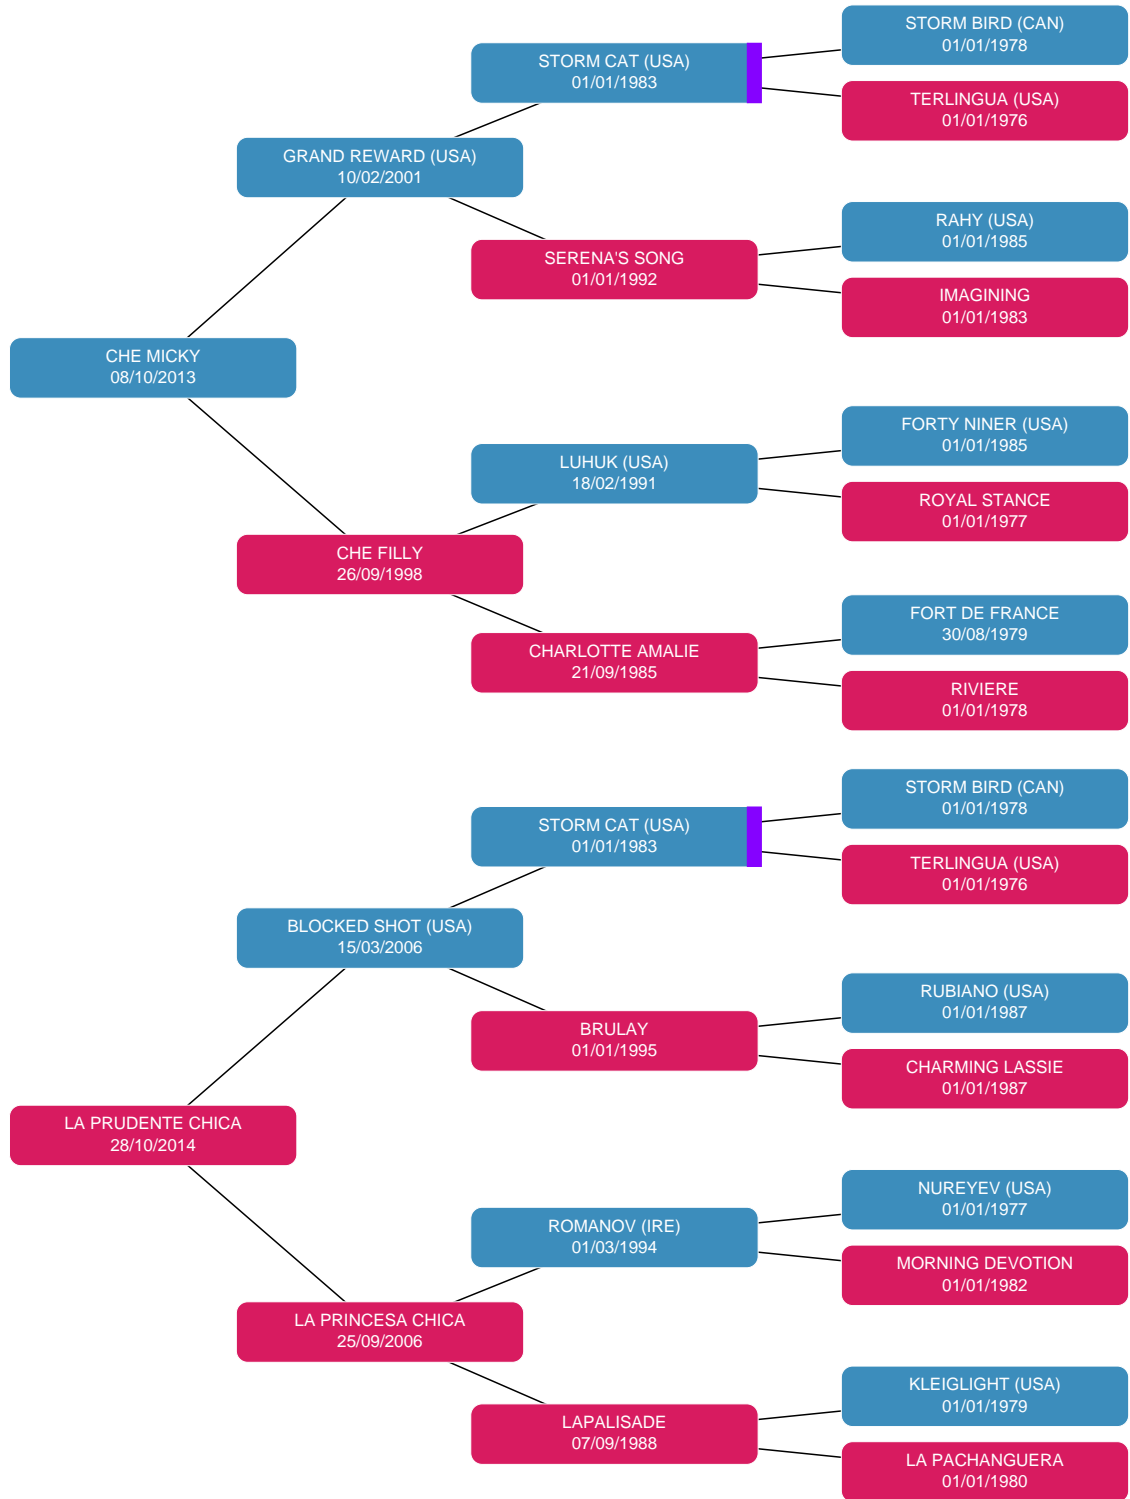 STORM BIRD (CAN)
01/01/1978
STORM CAT (USA)
01/01/1983
TERLINGUA (USA)
01/01/1976
GRAND REWARD (USA)
10/02/2001
RAHY (USA)
01/01/1985
SERENA'S SONG
01/01/1992
IMAGINING
01/01/1983
CHE MICKY
08/10/2013
FORTY NINER (USA)
01/01/1985
LUHUK (USA)
18/02/1991
ROYAL STANCE
01/01/1977
CHE FILLY
26/09/1998
FORT DE FRANCE
30/08/1979
CHARLOTTE AMALIE
21/09/1985
RIVIERE
01/01/1978
STORM BIRD (CAN)
01/01/1978
STORM CAT (USA)
01/01/1983
TERLINGUA (USA)
01/01/1976
BLOCKED SHOT (USA)
15/03/2006
RUBIANO (USA)
01/01/1987
BRULAY
01/01/1995
CHARMING LASSIE
01/01/1987
LA PRUDENTE CHICA
28/10/2014
NUREYEV (USA)
01/01/1977
ROMANOV (IRE)
01/03/1994
MORNING DEVOTION
01/01/1982
LA PRINCESA CHICA
25/09/2006
KLEIGLIGHT (USA)
01/01/1979
LAPALISADE
07/09/1988
LA PACHANGUERA
01/01/1980